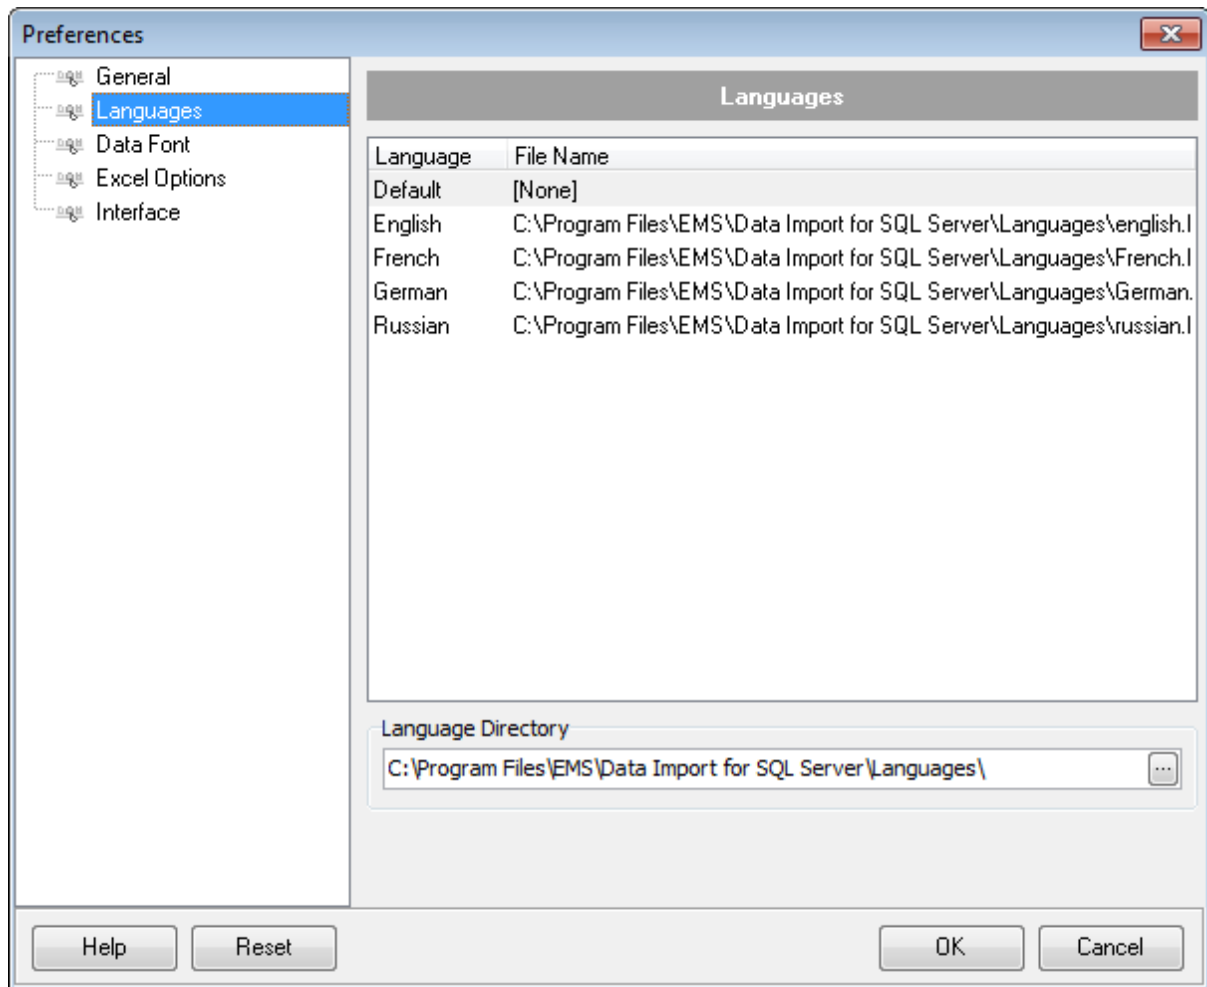 Preferences
General
Languages
Data Font
Excel Options
Interface
Languages
Language File Name
Default [None]
English C:\Program Files\EMS\Data Import for SQL Server\Languages\english.l
French C:\Program Files\EMS\Data Import for SQL Server\Languages\French.l
German C:\Program Files\EMS\Data Import for SQL Server\Languages\German.
Russian C:\Program Files\EMS\Data Import for SQL Server\Languages\russian.l
Language Directory
C:\Program Files\EMS\Data Import for SQL Server\Languages\
...
Help Reset OK Cancel